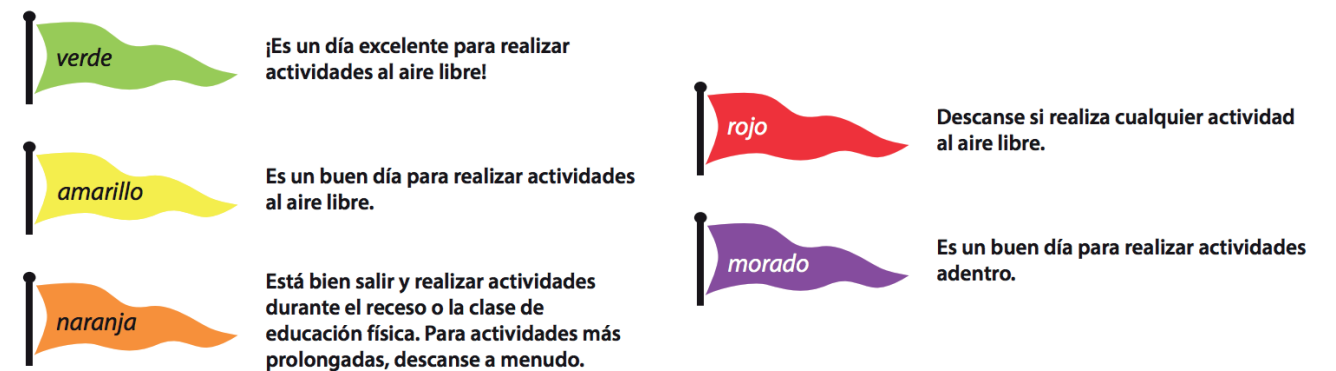 verde
¡Es un día excelente para realizar
actividades al aire libre!
amarillo
Es un buen día para realizar actividades
al aire libre.
naranja
Está bien salir y realizar actividades
durante el receso o la clase de
educación física. Para actividades más
prolongadas, descanse a menudo.
rojo
Descanse si realiza cualquier actividad
al aire libre.
morado
Es un buen día para realizar actividades
adentro.